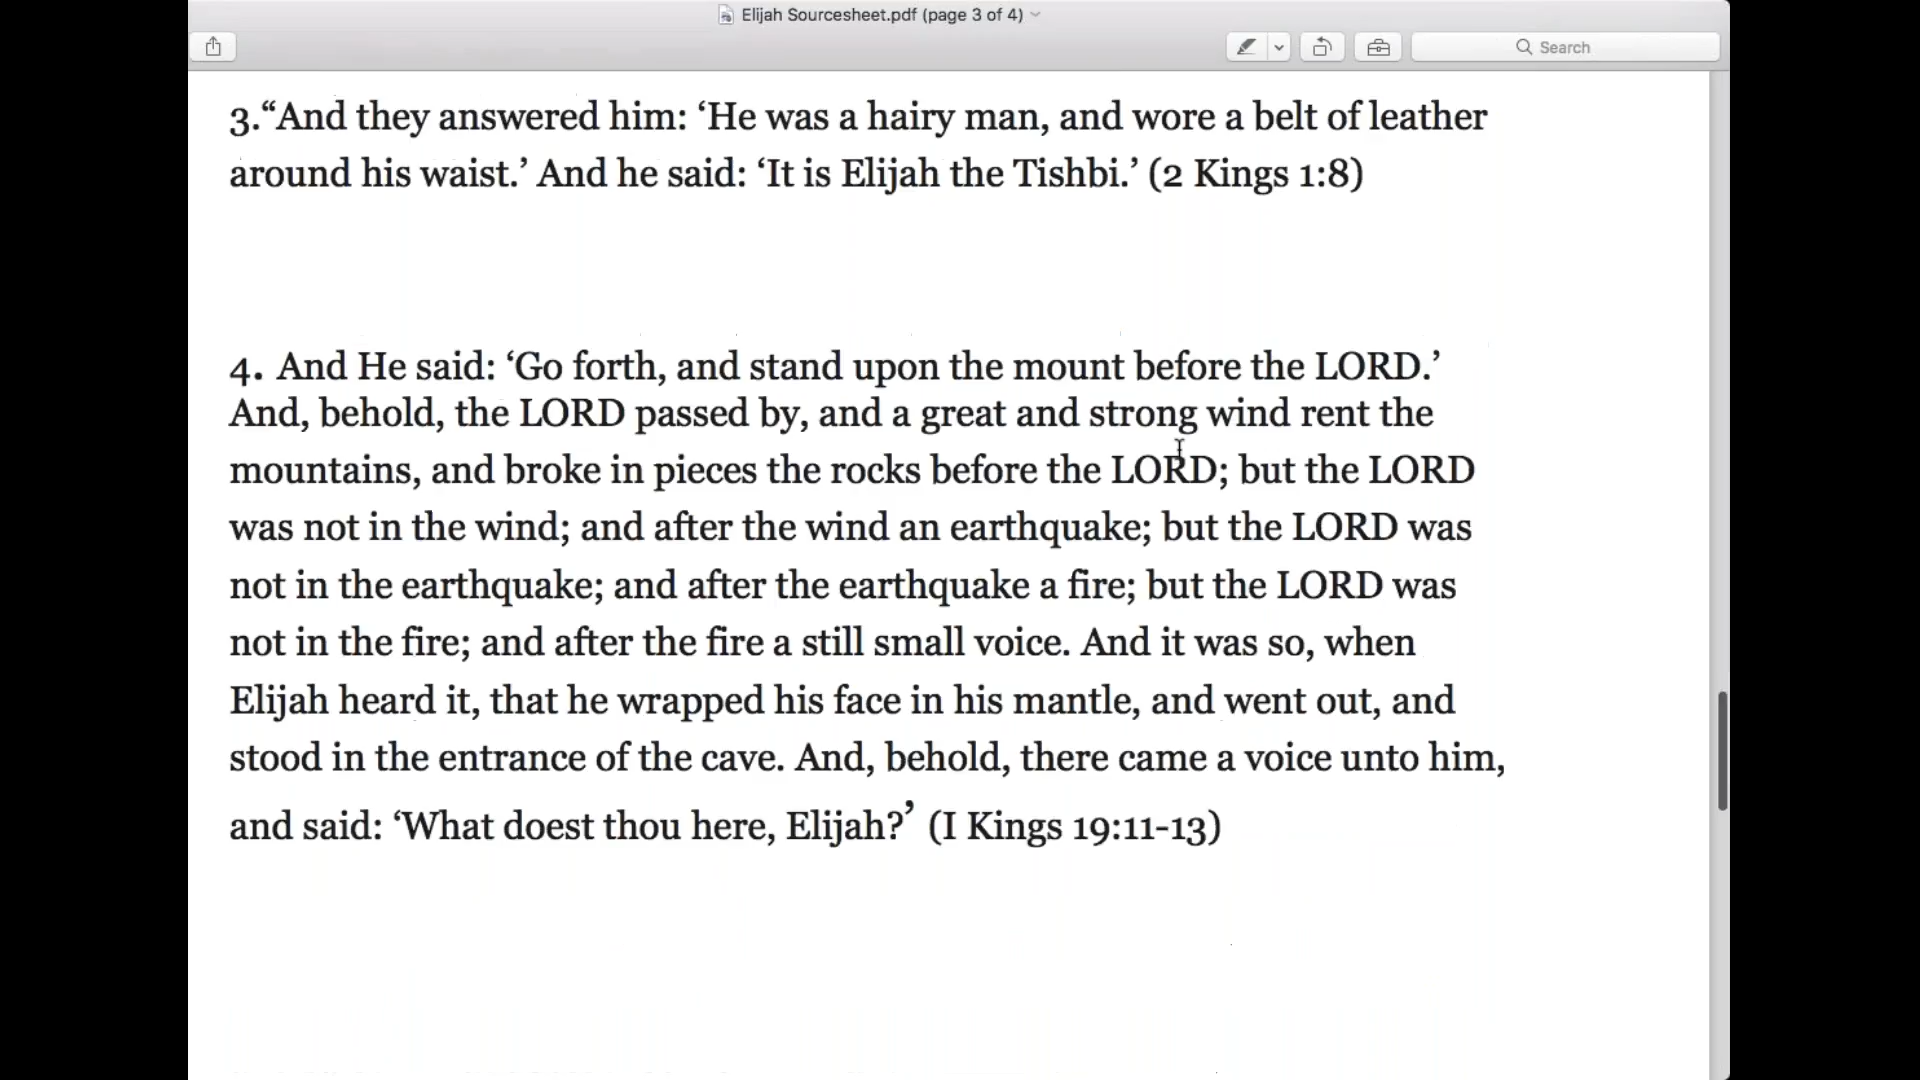 Elijah Sourcesheet.pdf (page 3 of 4)
Search
3.“And they answered him: ‘He was a hairy man, and wore a belt of leather
around his waist.’ And he said: ‘It is Elijah the Tishbi.’ (2 Kings 1:8)
4. And He said: ‘Go forth, and stand upon the mount before the LORD.’
And, behold, the LORD passed by, and a great and strong wind rent the
mountains, and broke in pieces the rocks before the LORD; but the LORD
was not in the wind; and after the wind an earthquake; but the LORD was
not in the earthquake; and after the earthquake a fire; but the LORD was
not in the fire; and after the fire a still small voice. And it was so, when
Elijah heard it, that he wrapped his face in his mantle, and went out, and
stood in the entrance of the cave. And, behold, there came a voice unto him,
and said: ‘What doest thou here, Elijah?’ (I Kings 19:11-13)